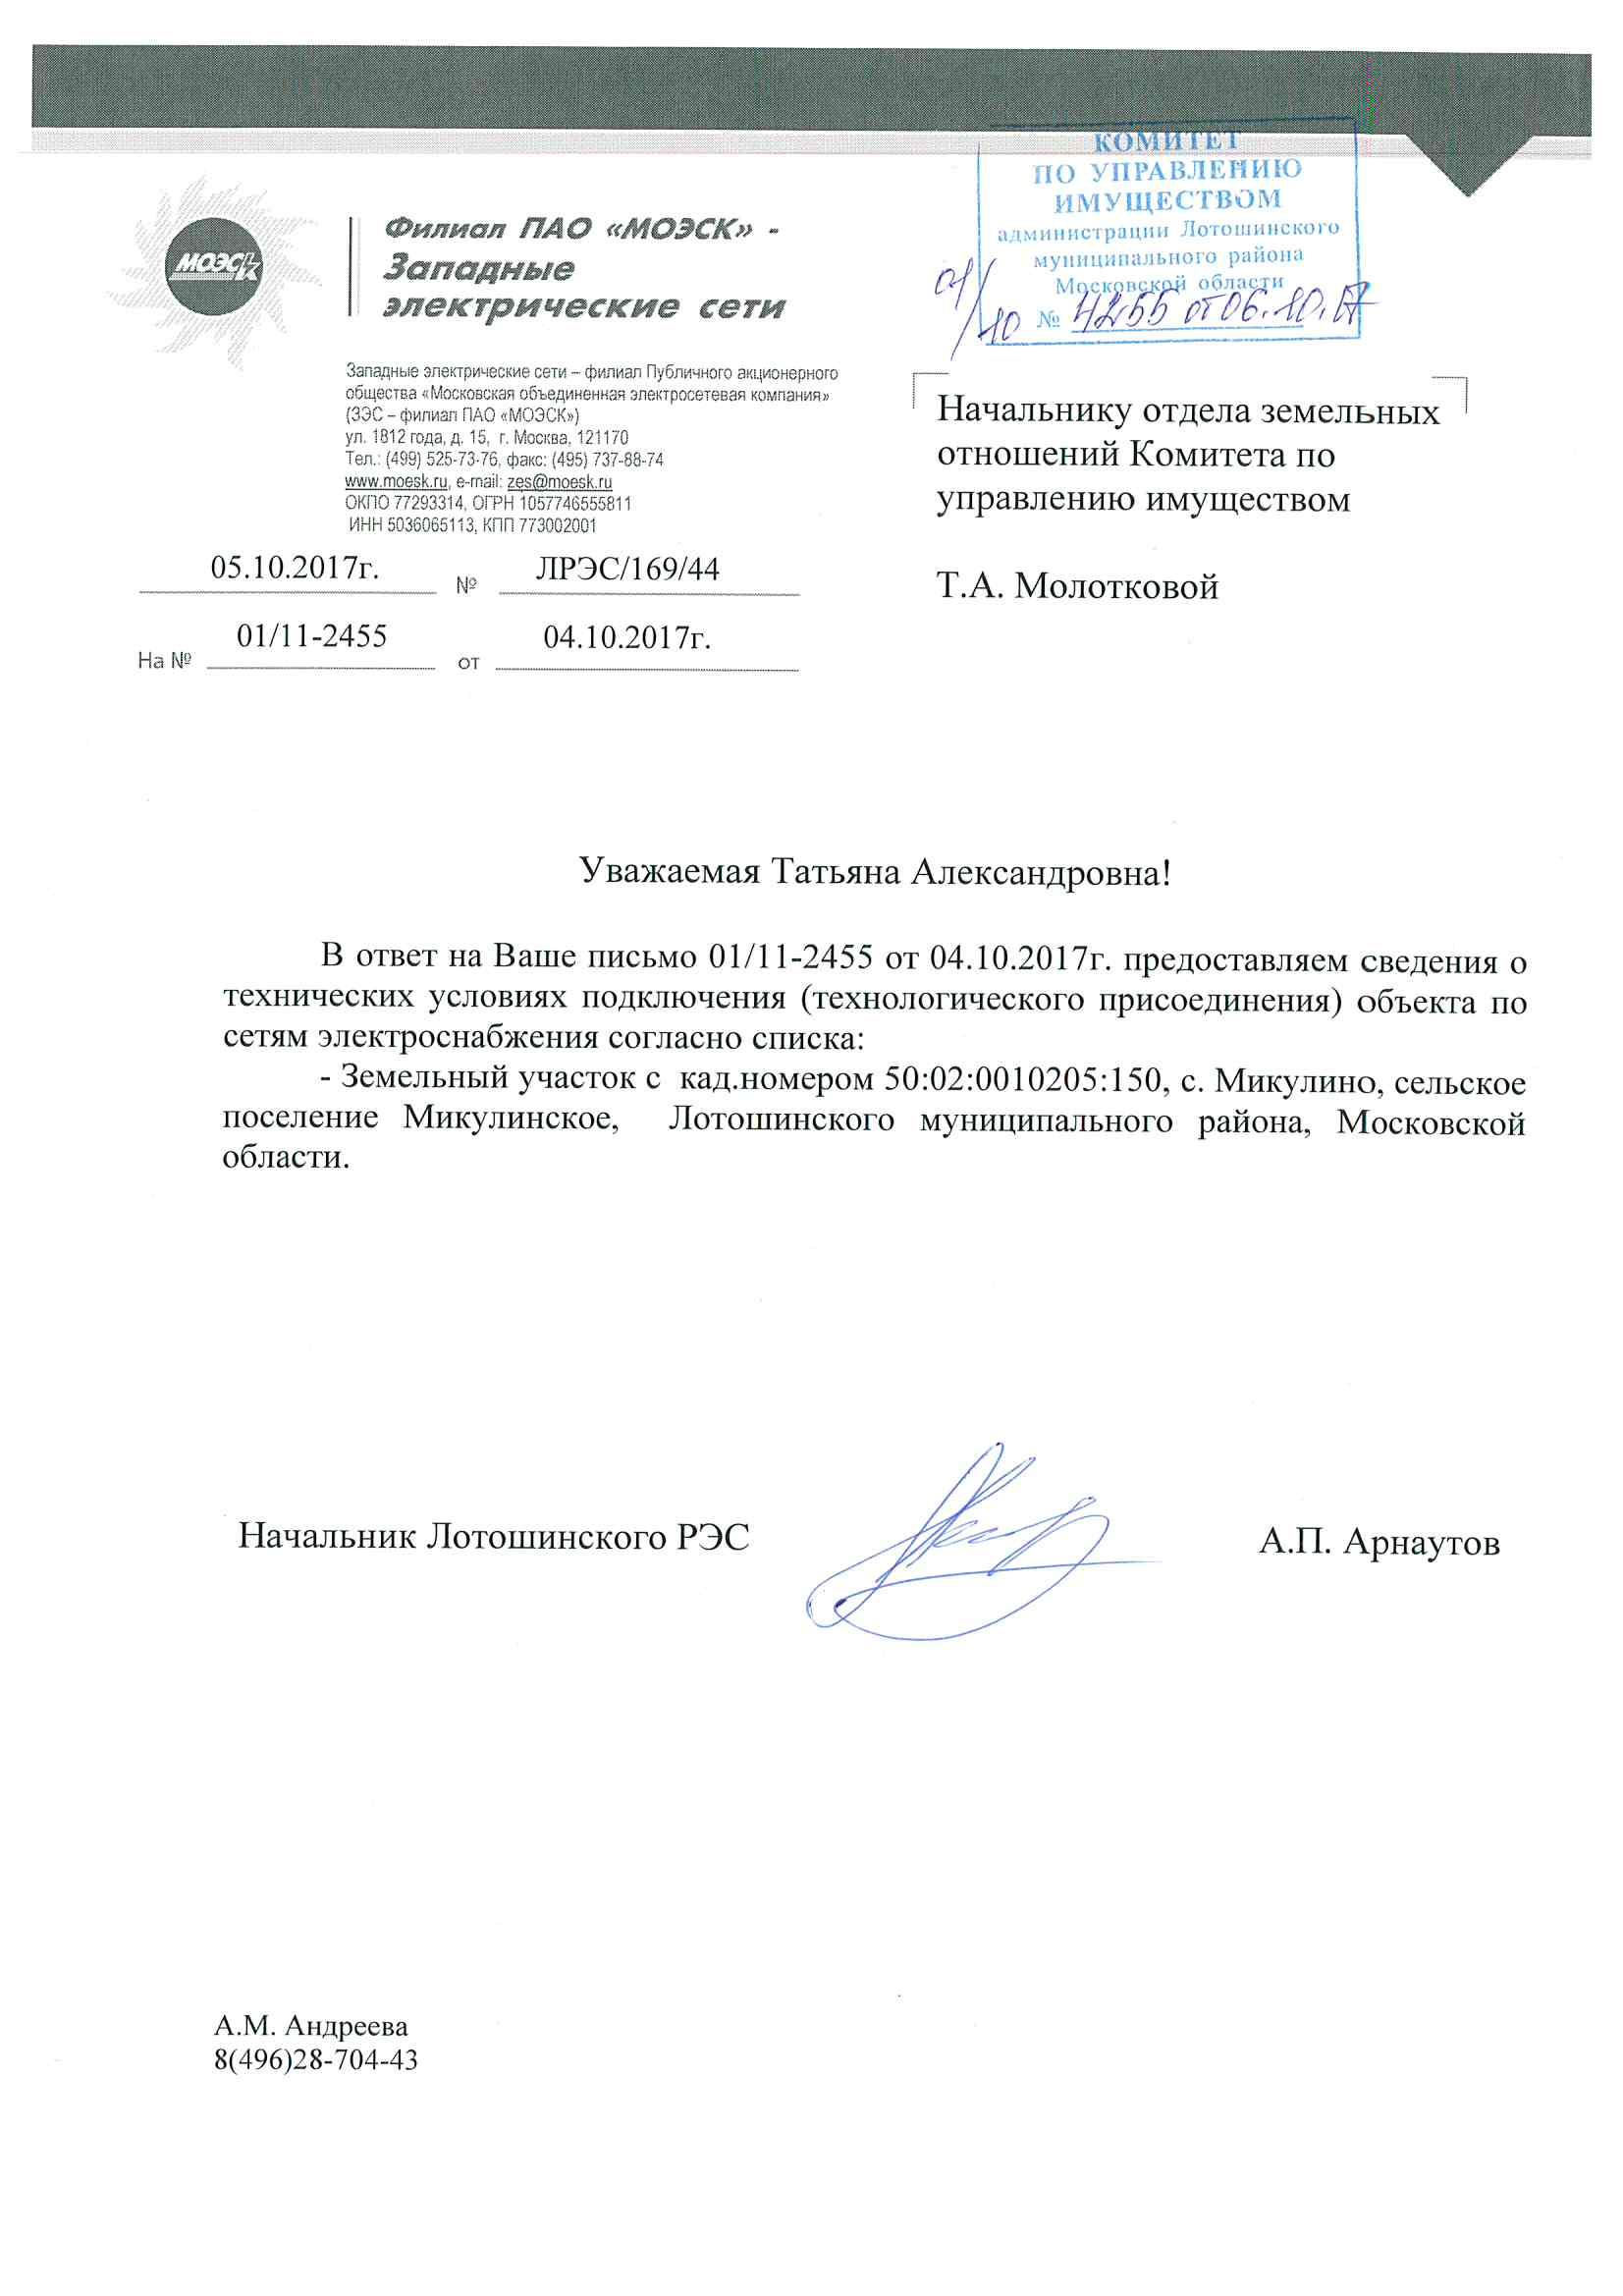 МОЭСК
Филиал ПАО «МОЭСК» -
Западные
электрические сети
КОМИТЕТ
ПО УПРАВЛЕНИЮ
ИМУЩЕСТВОМ
администрации Лотошинского
муниципального района
Московской области
01/10 № 4255 от 06.10.17
Западные электрические сети – филиал Публичного акционерного
общества «Московская объединенная электросетевая компания»
(ЗЭС – филиал ПАО «МОЭСК»)
ул. 1812 года, д. 15, г. Москва, 121170
Тел.: (499) 525-73-76, факс: (495) 737-88-74
www.moesk.ru, e-mail: zes@moesk.ru
ОКПО 77293314, ОГРН 1057746555811
ИНН 5036065113, КПП 773002001
05.10.2017г. № ЛРЭС/169/44
На № 01/11-2455 от 04.10.2017г.
Начальнику отдела земельных
отношений Комитета по
управлению имуществом
Т.А. Молотковой
Уважаемая Татьяна Александровна!
В ответ на Ваше письмо 01/11-2455 от 04.10.2017г. предоставляем сведения о
технических условиях подключения (технологического присоединения) объекта по
сетям электроснабжения согласно списка:
- Земельный участок с кад.номером 50:02:0010205:150, с. Микулино, сельское
поселение Микулинское, Лотошинского муниципального района, Московской
области.
Начальник Лотошинского РЭС А.П. Арнаутов
А.М. Андреева
8(496)28-704-43